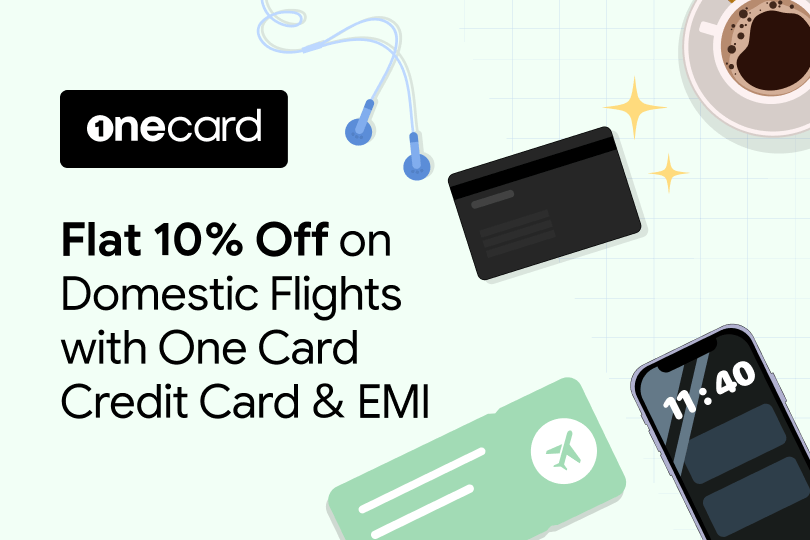 onecard
Flat 10% Off on
Domestic Flights
with One Card
Credit Card & EMI
11:40